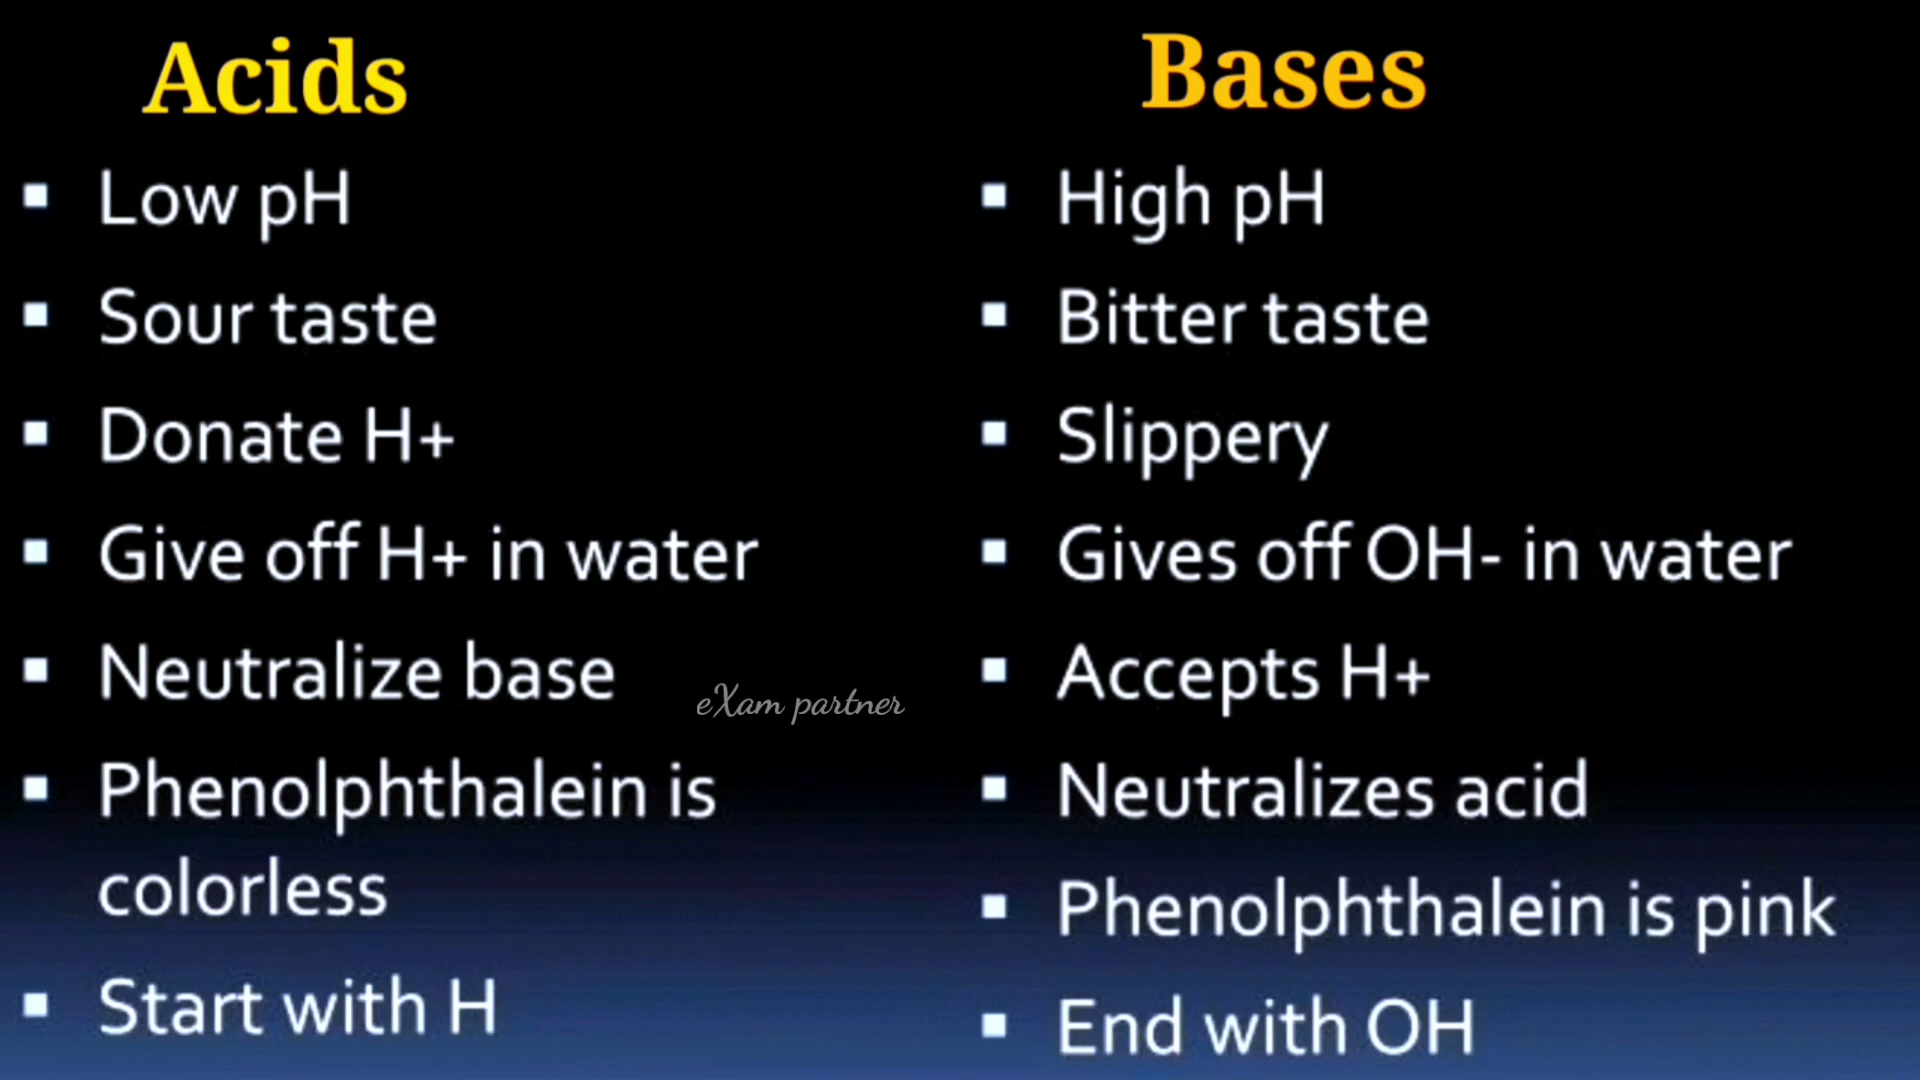 Acids
Low pH
Sour taste
Donate H+
Give off H+ in water
Neutralize base
Phenolphthalein is
colorless
Start with H
eXam partner
Bases
High pH
Bitter taste
Slippery
Gives off OH- in water
Accepts H+
Neutralizes acid
Phenolphthalein is pink
End with OH